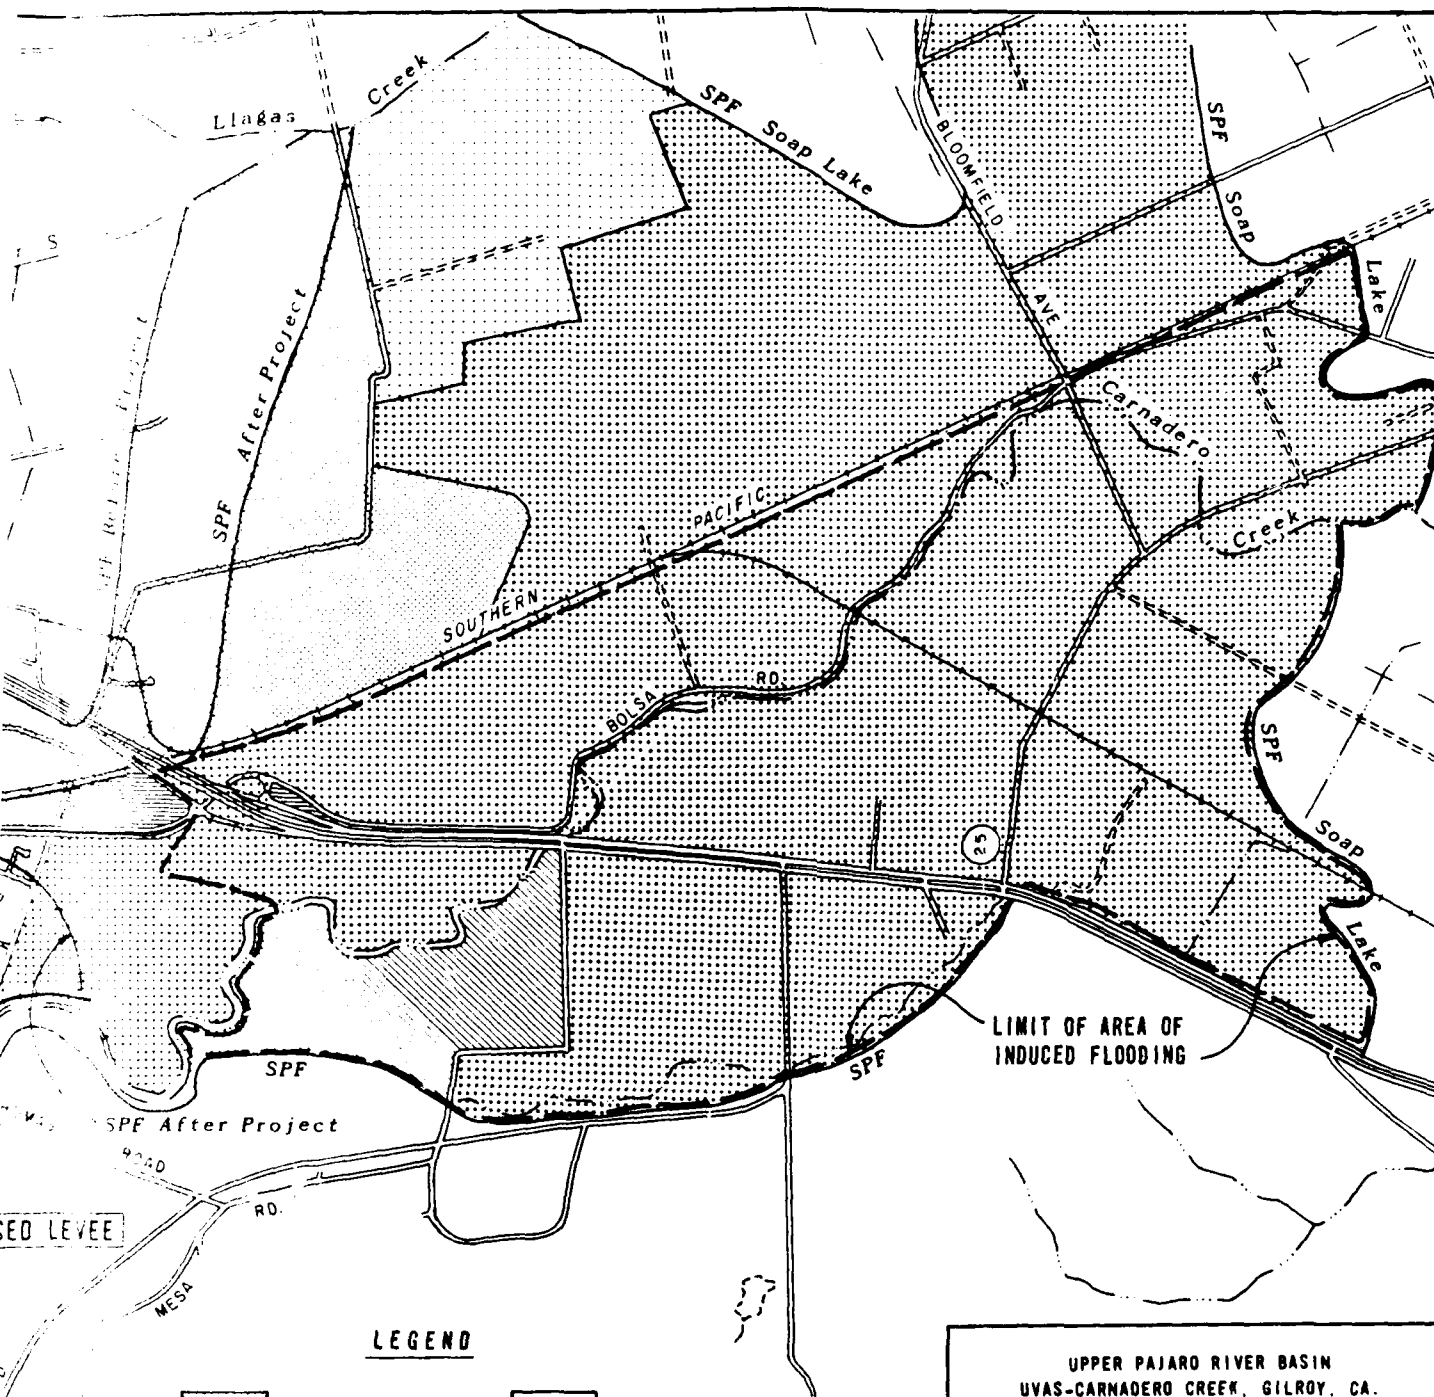 Llagas Creek
SPF Soap Lake
BLOOMFIELD AVE
SPF Soap Lake
S
SPF After Project
Carnadero Creek
SOUTHERN PACIFIC
BOLSA RD.
25
SPF Soap Lake
LIMIT OF AREA OF
INDUCED FLOODING
SPF
SPF
SPF After Project
ROAD
RD.
SED LEVEE
MESA
LEGEND
UPPER PAJARO RIVER BASIN
UVAS-CARNADERO CREEK, GILROY, CA.